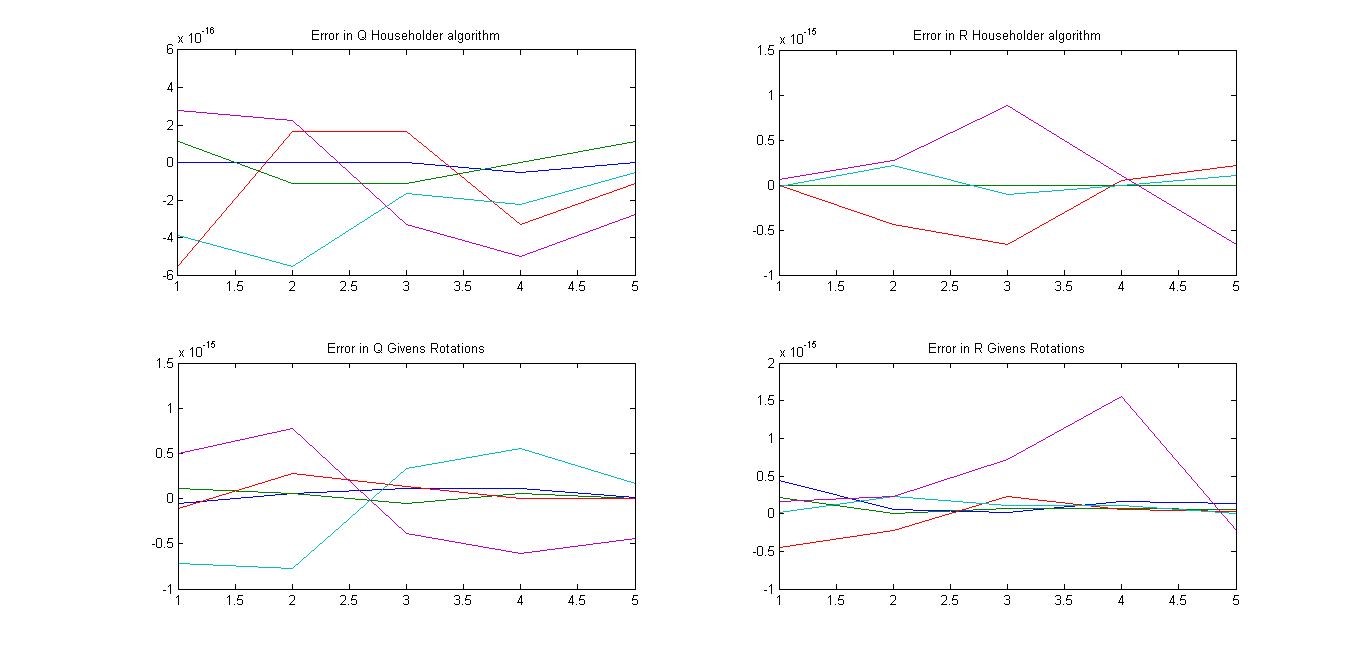 x 10^-16
Error in Q Householder algorithm
6
4
2
0
-2
-4
-6
1 1.5 2 2.5 3 3.5 4 4.5 5
x 10^-15
Error in R Householder algorithm
1.5
1
0.5
0
-0.5
-1
1 1.5 2 2.5 3 3.5 4 4.5 5
x 10^-15
Error in Q Givens Rotations
1.5
1
0.5
0
-0.5
-1
1 1.5 2 2.5 3 3.5 4 4.5 5
x 10^-15
Error in R Givens Rotations
2
1.5
1
0.5
0
-0.5
-1
1 1.5 2 2.5 3 3.5 4 4.5 5